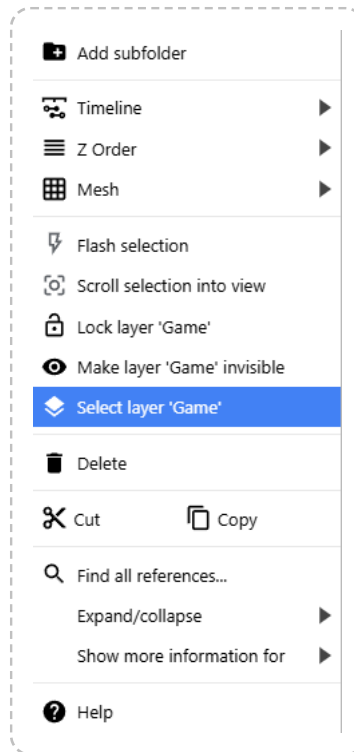 Add subfolder
Timeline
Z Order
Mesh
Flash selection
Scroll selection into view
Lock layer 'Game'
Make layer 'Game' invisible
Select layer 'Game'
Delete
Cut Copy
Find all references...
Expand/collapse
Show more information for
Help